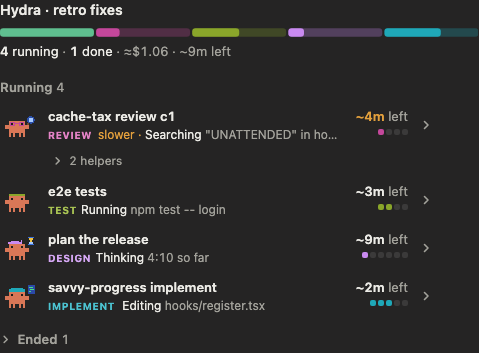 Hydra · retro fixes
4 running · 1 done · ≈$1.06 · ~9m left
Running 4
cache-tax review c1
~4m left
REVIEW slower · Searching "UNATTENDED" in ho...
2 helpers
e2e tests
~3m left
TEST Running npm test -- login
plan the release
~9m left
DESIGN Thinking 4:10 so far
savvy-progress implement
~2m left
IMPLEMENT Editing hooks/register.tsx
Ended 1